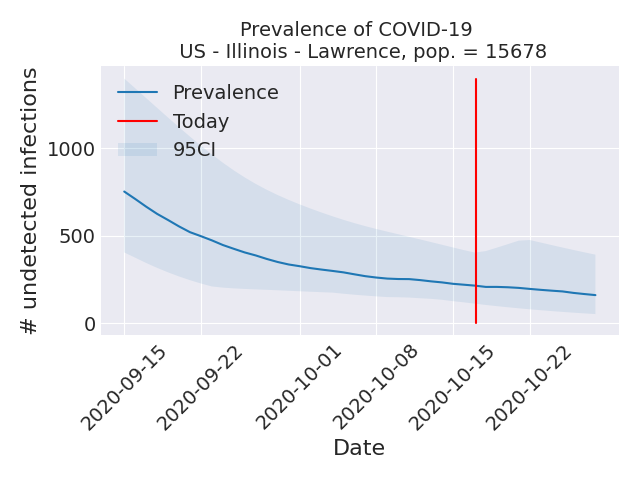 Prevalence of COVID-19
US - Illinois - Lawrence, pop. = 15678
# undetected infections
1000
500
0
Prevalence
Today
95CI
2020-09-15
2020-09-22
2020-10-01
2020-10-08
2020-10-15
2020-10-22
Date